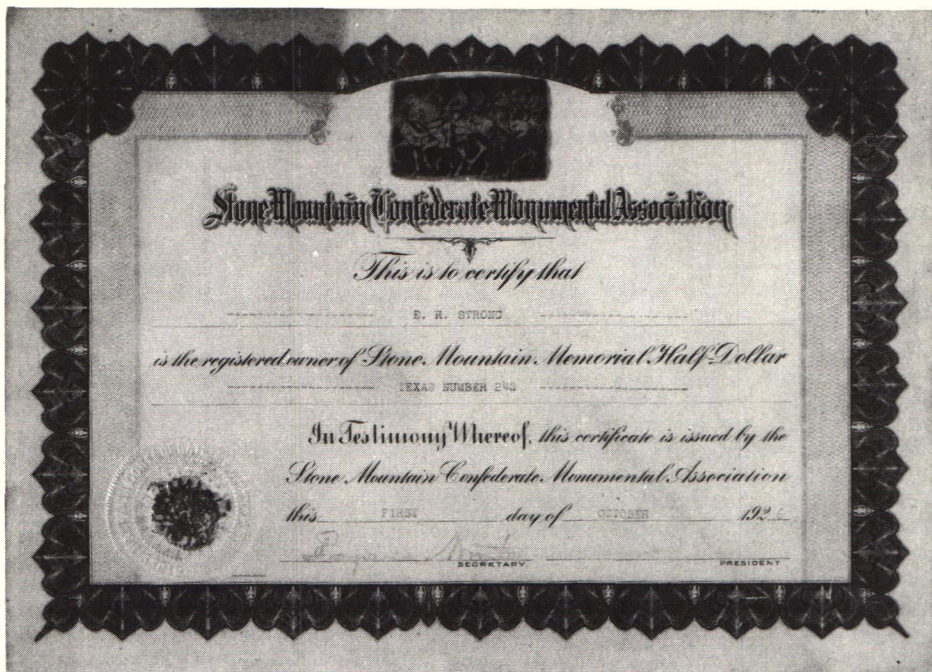 Stone Mountain Confederate Monumental Association
This is to certify that
E. R. STRONG
is the registered owner of Stone Mountain Memorial Half-Dollar
TEXAS NUMBER 242
In Testimony Whereof, this certificate is issued by the
Stone Mountain Confederate Monumental Association
this FIRST day of OCTOBER 192
SECRETARY. PRESIDENT